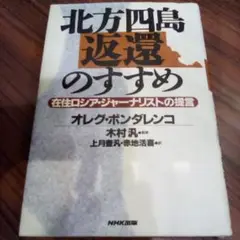 北方四島
返還
のすすめ
在住ロシア・ジャーナリストの提言
オレグ・ボンダレンコ
木村汎
上月豊久・赤地活喜
NHK出版